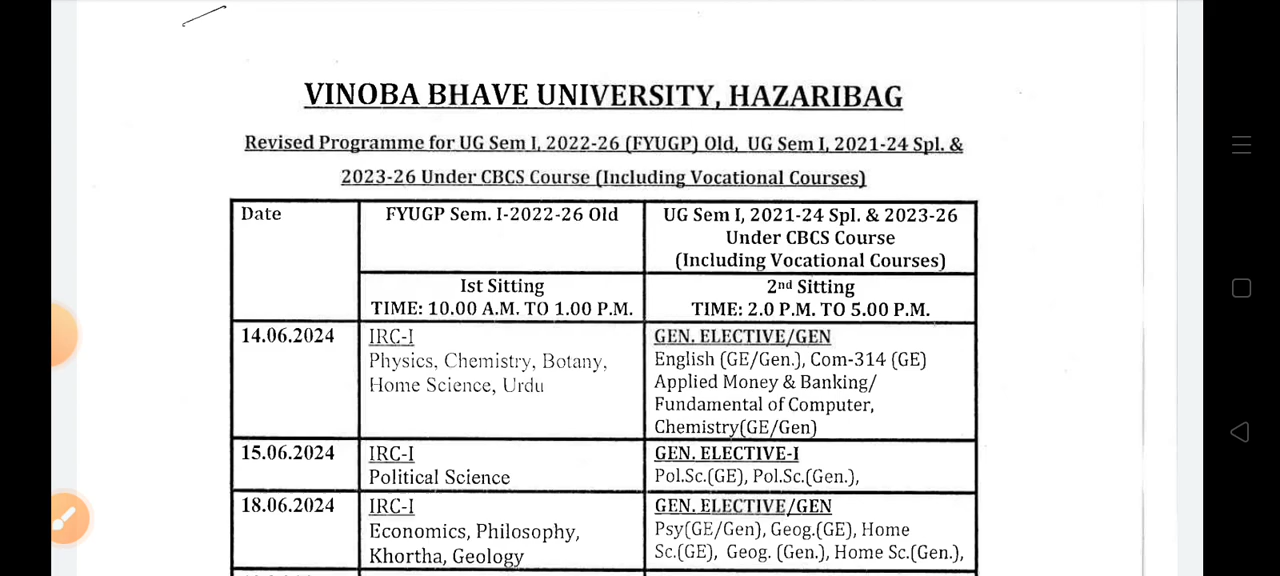 VINOBA BHAVE UNIVERSITY, HAZARIBAG
Revised Programme for UG Sem I, 2022-26 (FYUGP) Old, UG Sem I, 2021-24 Spl. &
2023-26 Under CBCS Course (Including Vocational Courses)
Date
FYUGP Sem. I-2022-26 Old
UG Sem I, 2021-24 Spl. & 2023-26
Under CBCS Course
(Including Vocational Courses)
Ist Sitting
TIME: 10.00 A.M. TO 1.00 P.M.
2nd Sitting
TIME: 2.0 P.M. TO 5.00 P.M.
14.06.2024
IRC-I
Physics, Chemistry, Botany,
Home Science, Urdu
GEN. ELECTIVE/GEN
English (GE/Gen.), Com-314 (GE)
Applied Money & Banking/
Fundamental of Computer,
Chemistry(GE/Gen)
15.06.2024
IRC-I
Political Science
GEN. ELECTIVE-I
Pol.Sc.(GE), Pol.Sc.(Gen.),
18.06.2024
IRC-I
Economics, Philosophy,
Khortha, Geology
GEN. ELECTIVE/GEN
Psy(GE/Gen), Geog.(GE), Home
Sc.(GE), Geog. (Gen.), Home Sc.(Gen.),